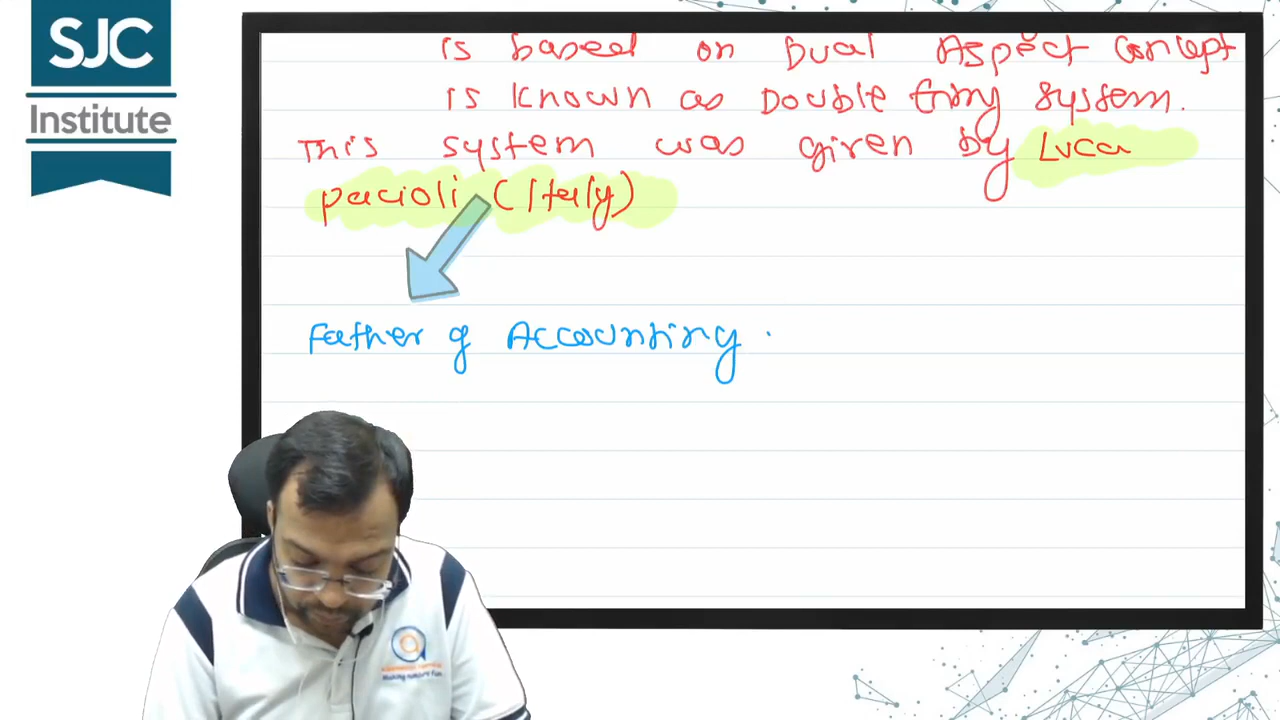 SJC
Institute
is based on Dual Aspect Concept
is known as Double Entry System.
This system was given by Luca
pacioli (Italy)
Father of Accounting.